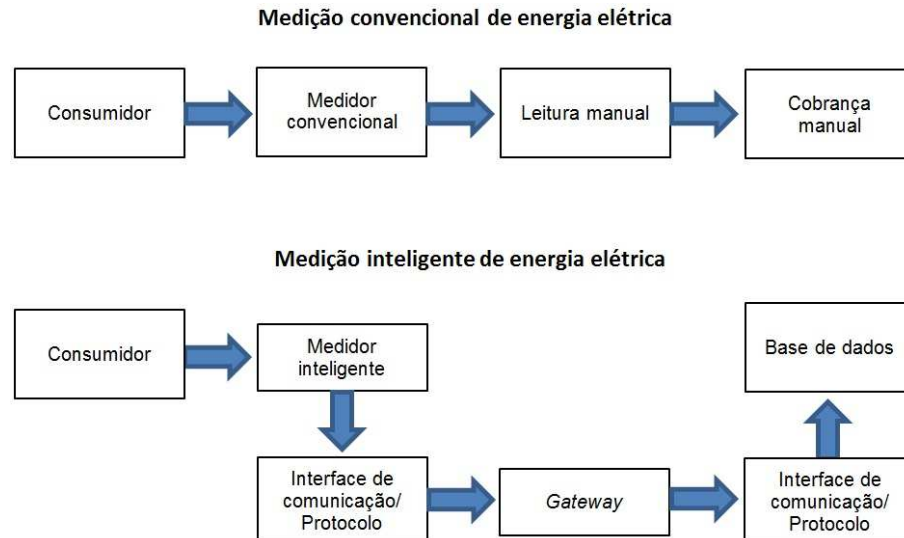 Medição convencional de energia elétrica
Consumidor
Medidor
convencional
Leitura manual
Cobrança
manual
Medição inteligente de energia elétrica
Consumidor
Medidor
inteligente
Base de dados
Interface de
comunicação/
Protocolo
Gateway
Interface de
comunicação/
Protocolo